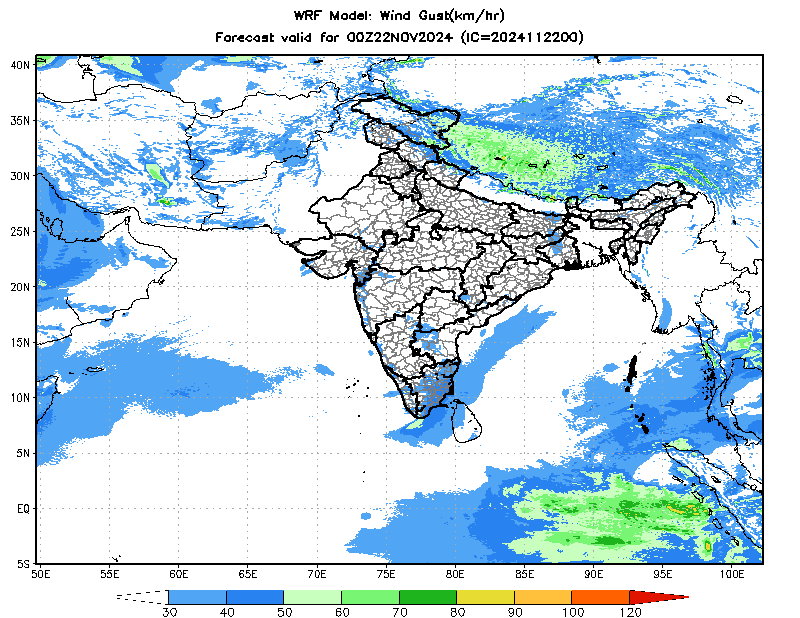 WRF Model: Wind Gust(km/hr)
Forecast valid for 00Z22NOV2024 (IC=2024112200)
40N
35N
30N
25N
20N
15N
10N
5N
EQ
5S
50E 55E 60E 65E 70E 75E 80E 85E 90E 95E 100E
30 40 50 60 70 80 90 100 120